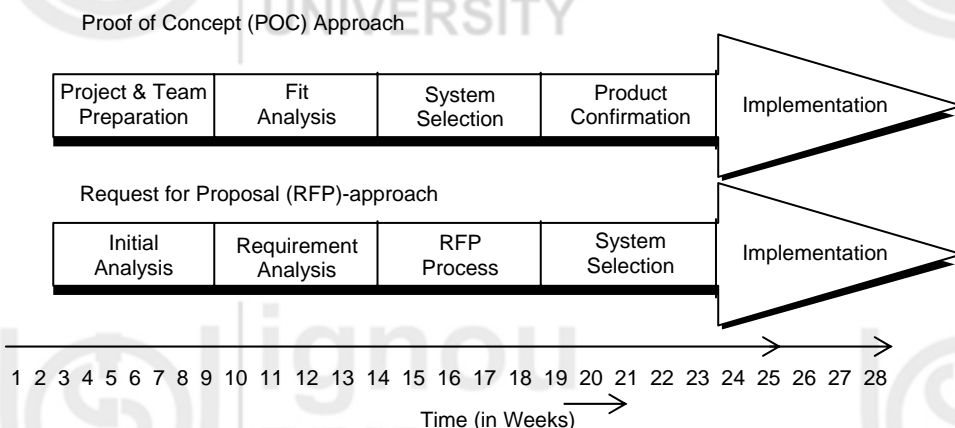 UNIVERSITY
Proof of Concept (POC) Approach
Project & Team
Preparation
Fit
Analysis
System
Selection
Product
Confirmation
Implementation
Request for Proposal (RFP)-approach
Initial
Analysis
Requirement
Analysis
RFP
Process
System
Selection
Implementation
ignou
1 2 3 4 5 6 7 8 9 10 11 12 13 14 15 16 17 18 19 20 21 22 23 24 25 26 27 28
Time (in Weeks)